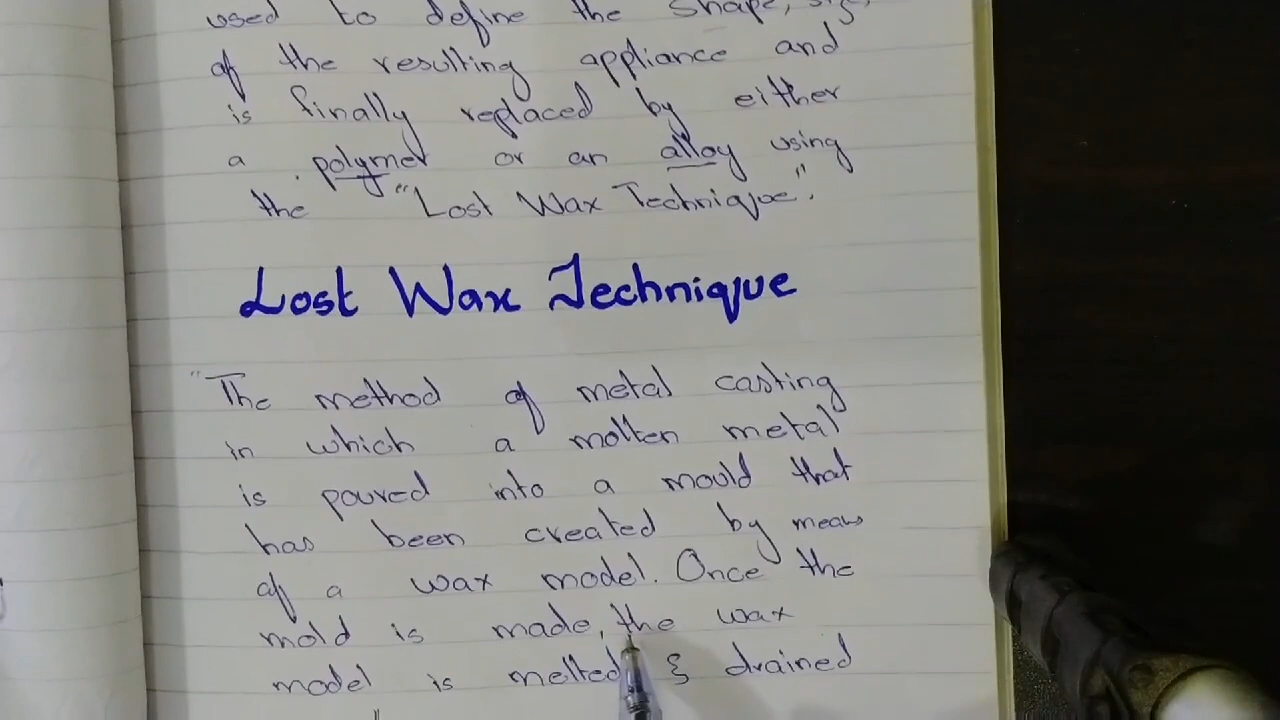 used to define the shape,
of the resulting appliance and
is finally replaced by either
a polymer or an alloy using
the "Lost Wax Technique".
Lost Wax Technique
"The method of metal casting
in which a molten metal
is poured into a mould that
has been created by means
of a wax model. Once the
mold is made, the wax
model is melted & drained